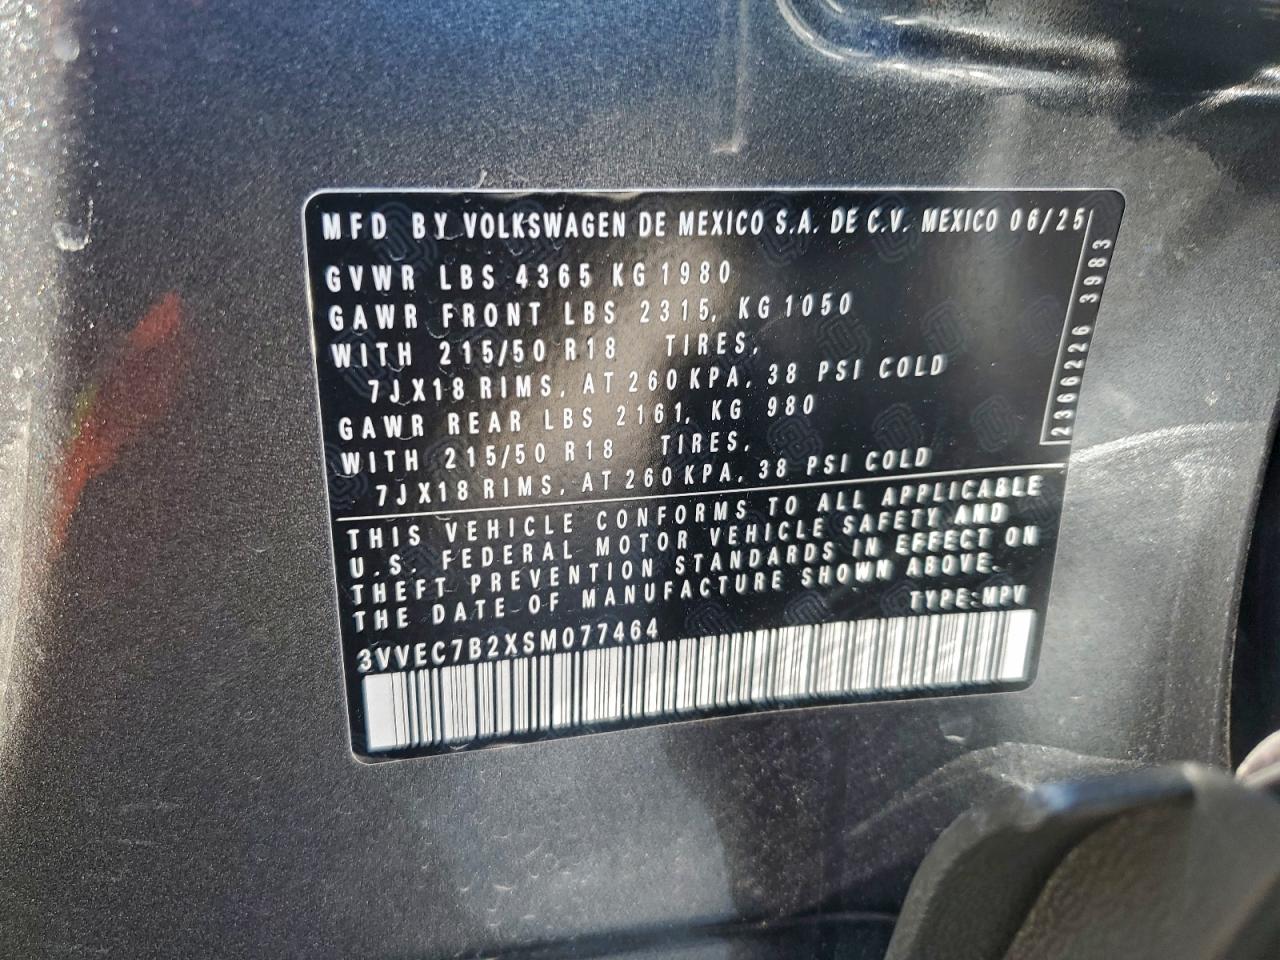 MFD BY VOLKSWAGEN DE MEXICO S.A. DE C.V. MEXICO 06/25
GVWR LBS 4365 KG 1980
GAWR FRONT LBS 2315, KG 1050
WITH 215/50 R18 TIRES,
7JX18 RIMS, AT 260 KPA, 38 PSI COLD
GAWR REAR LBS 2161, KG 980
WITH 215/50 R18 TIRES,
7JX18 RIMS, AT 260 KPA, 38 PSI COLD
2366226 3983
THIS VEHICLE CONFORMS TO ALL APPLICABLE
U.S. FEDERAL MOTOR VEHICLE SAFETY AND
THEFT PREVENTION STANDARDS IN EFFECT ON
THE DATE OF MANUFACTURE SHOWN ABOVE.
TYPE:MPV
3VVEC7B2XSM077464